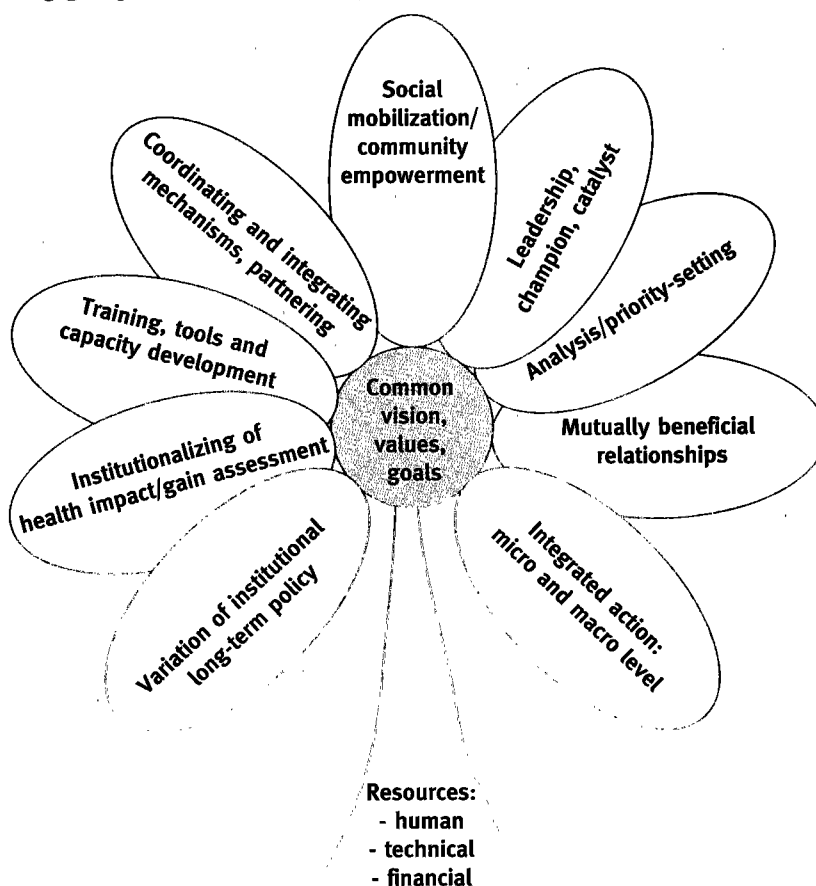 Social
mobilization/
community
empowerment
Leadership,
champion, catalyst
Analysis/priority-setting
Mutually beneficial
relationships
Integrated action:
micro and macro level
Coordinating and integrating
mechanisms, partnering
Training, tools and
capacity development
Institutionalizing of
health impact/gain assessment
Variation of institutional
long-term policy
Common
vision,
values,
goals
Resources:
- human
- technical
- financial